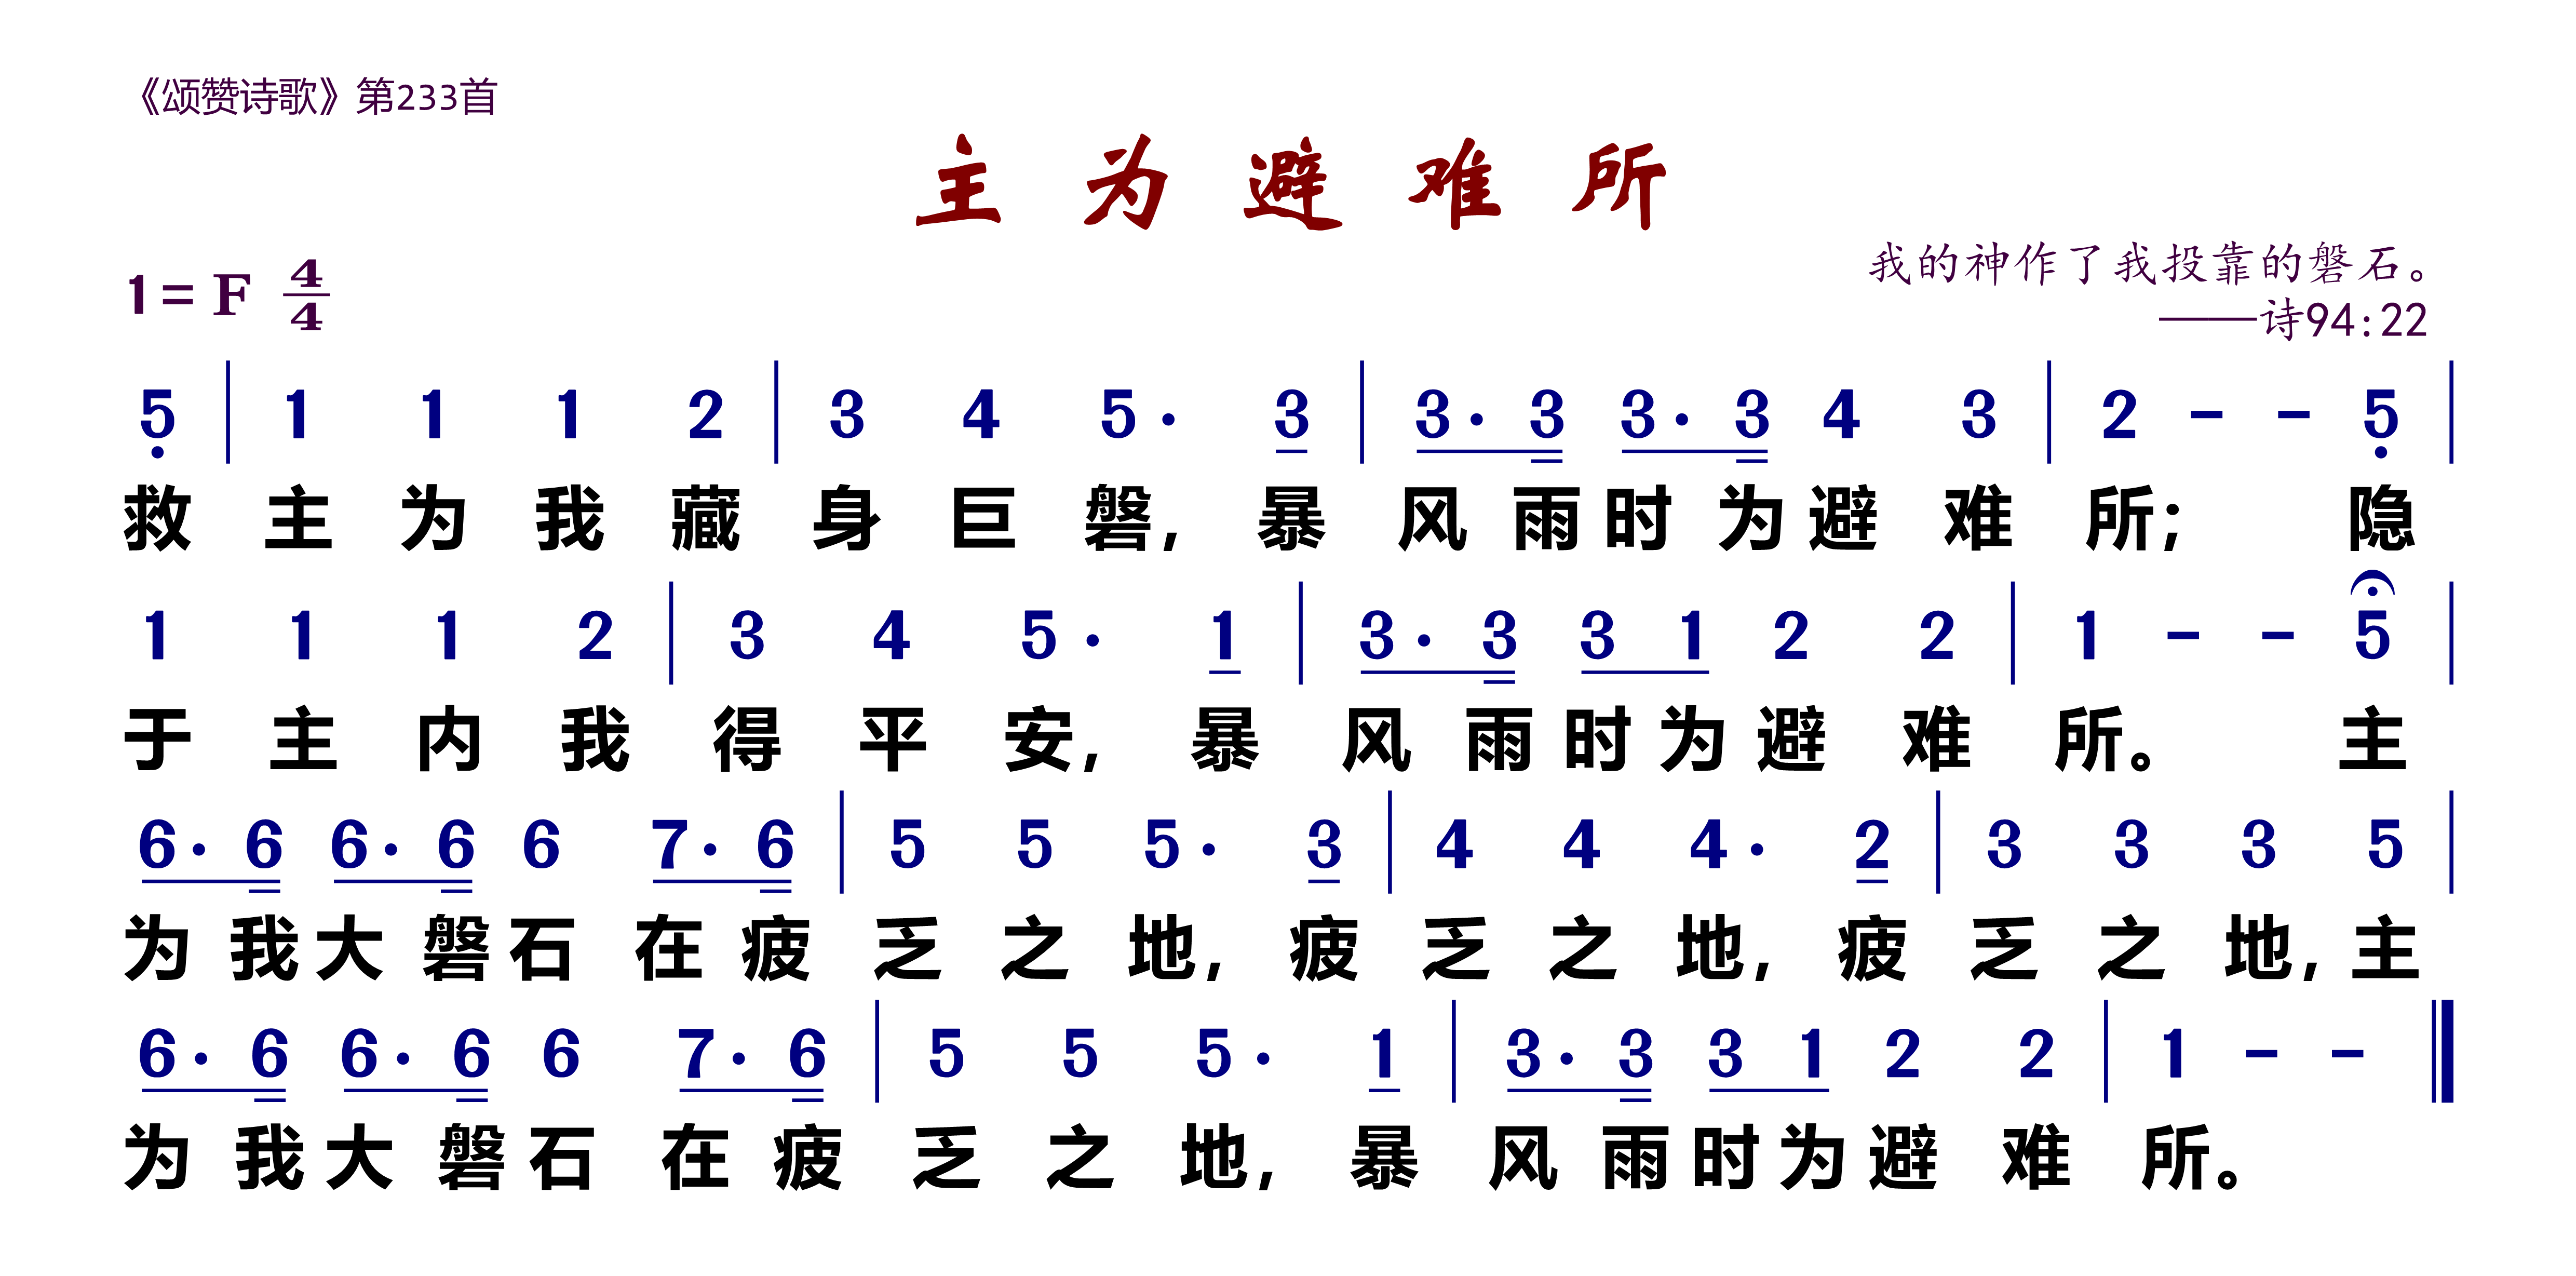 《颂赞诗歌》第233首
主为避难所
1=F 4/4
我的神作了我投靠的磐石。
——诗94:22
5̣ | 1 1 1 2 | 3 4 5· 3 | 3· 3 3· 3 4 3 | 2 – – 5̣ |
救主为我藏身巨磐，暴风雨时为避难所；隐
1 1 1 2 | 3 4 5· 1 | 3· 3 3 1 2 2 | 1 – – 5 |
于主内我得平安，暴风雨时为避难所。主
6· 6 6· 6 6 7· 6 | 5 5 5· 3 | 4 4 4· 2 | 3 3 3 5 |
为我大磐石在疲乏之地，疲乏之地，疲乏之地，主
6· 6 6· 6 6 7· 6 | 5 5 5· 1 | 3· 3 3 1 2 2 | 1 – – ‖
为我大磐石在疲乏之地，暴风雨时为避难所。